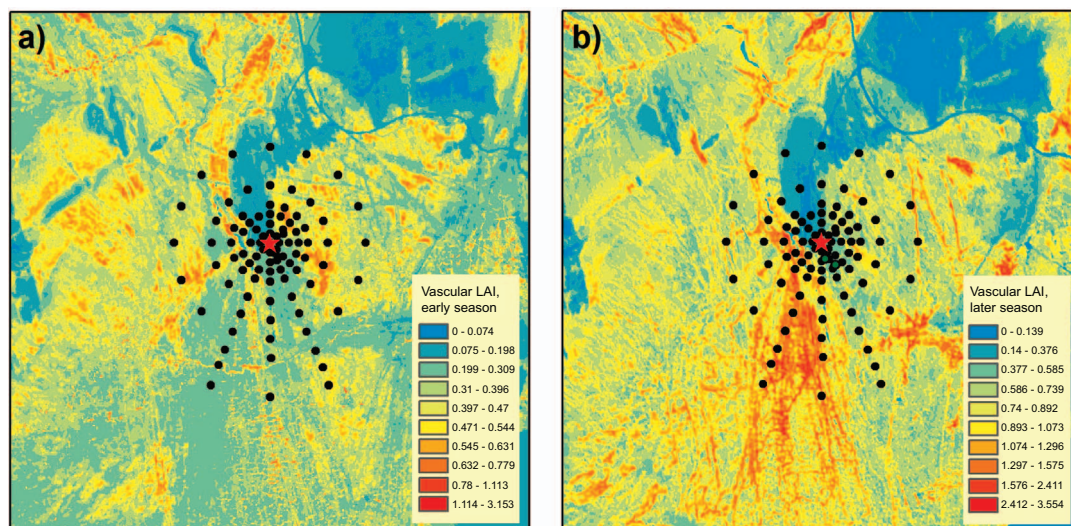 a)
Vascular LAI,
early season
0 - 0.074
0.075 - 0.198
0.199 - 0.309
0.31 - 0.396
0.397 - 0.47
0.471 - 0.544
0.545 - 0.631
0.632 - 0.779
0.78 - 1.113
1.114 - 3.153
b)
Vascular LAI,
later season
0 - 0.139
0.14 - 0.376
0.377 - 0.585
0.586 - 0.739
0.74 - 0.892
0.893 - 1.073
1.074 - 1.296
1.297 - 1.575
1.576 - 2.411
2.412 - 3.554